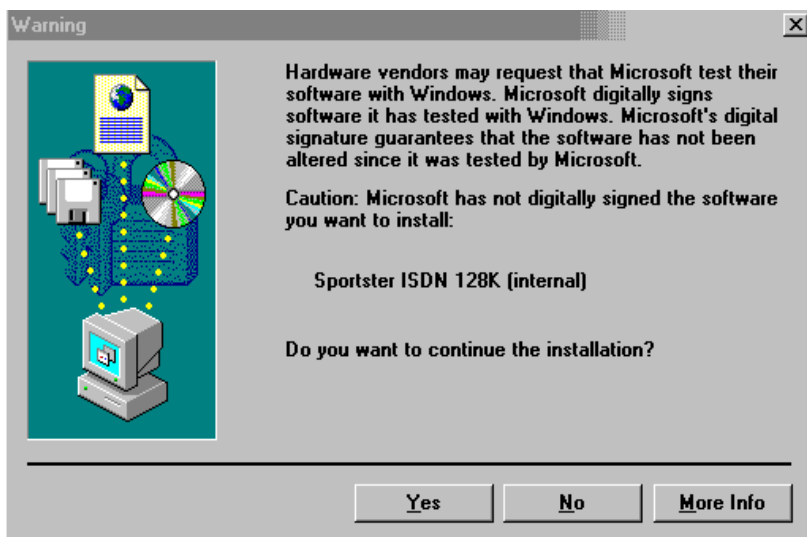 Warning
Hardware vendors may request that Microsoft test their
software with Windows. Microsoft digitally signs
software it has tested with Windows. Microsoft's digital
signature guarantees that the software has not been
altered since it was tested by Microsoft.
Caution: Microsoft has not digitally signed the software
you want to install:
Sportster ISDN 128K (internal)
Do you want to continue the installation?
Yes
No
More Info